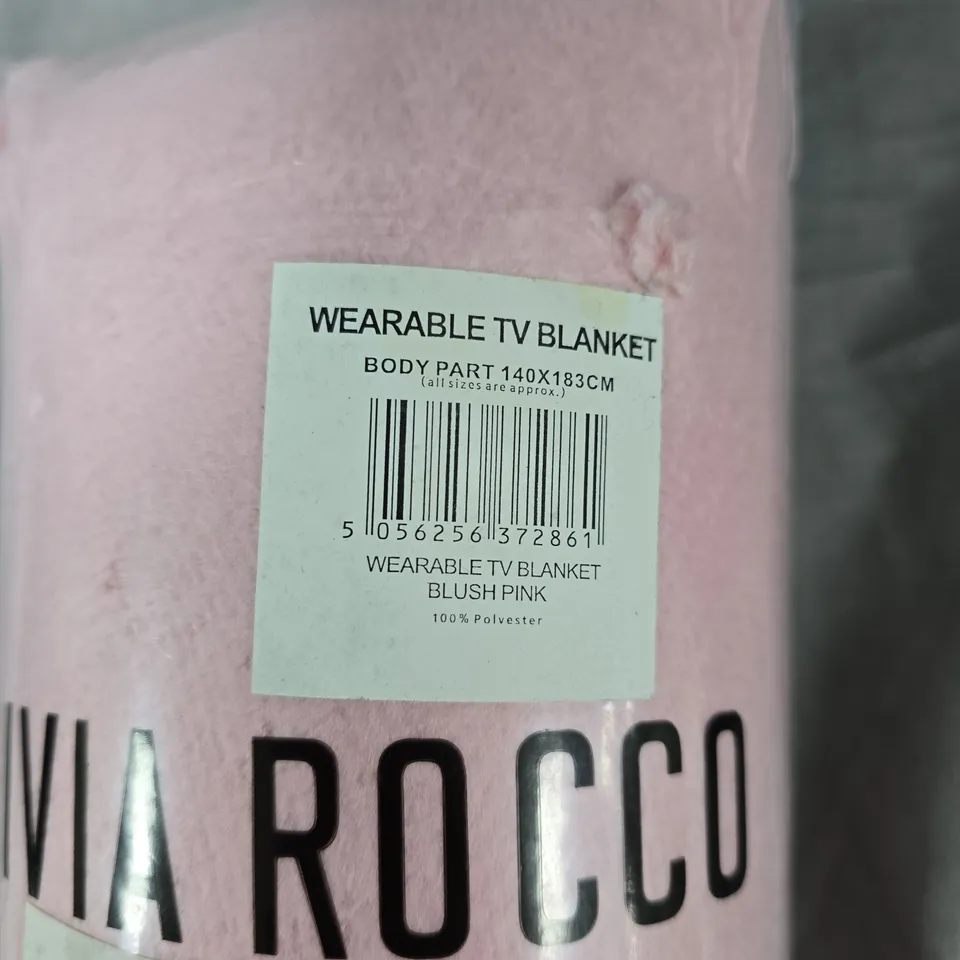 WEARABLE TV BLANKET
BODY PART 140X183CM
(all sizes are approx.)
5 056256 372861
WEARABLE TV BLANKET
BLUSH PINK
100% Polvester
IVIA ROCCO